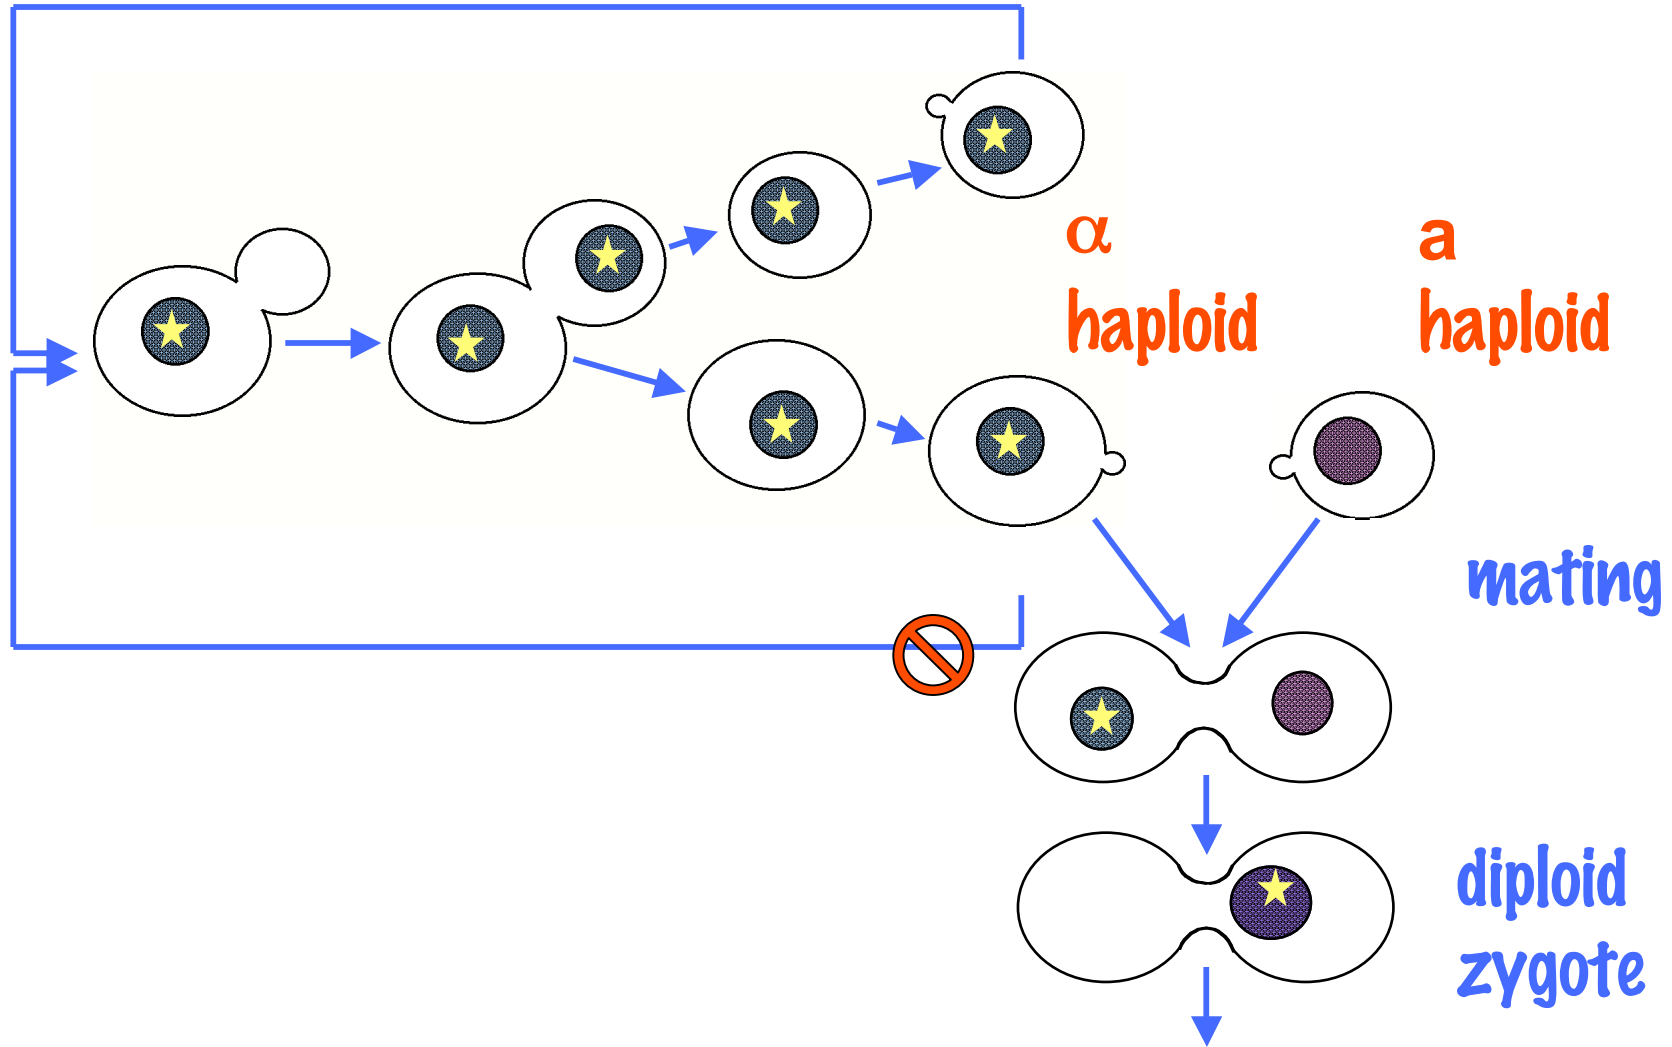 α
haploid
a
haploid
mating
diploid
zygote